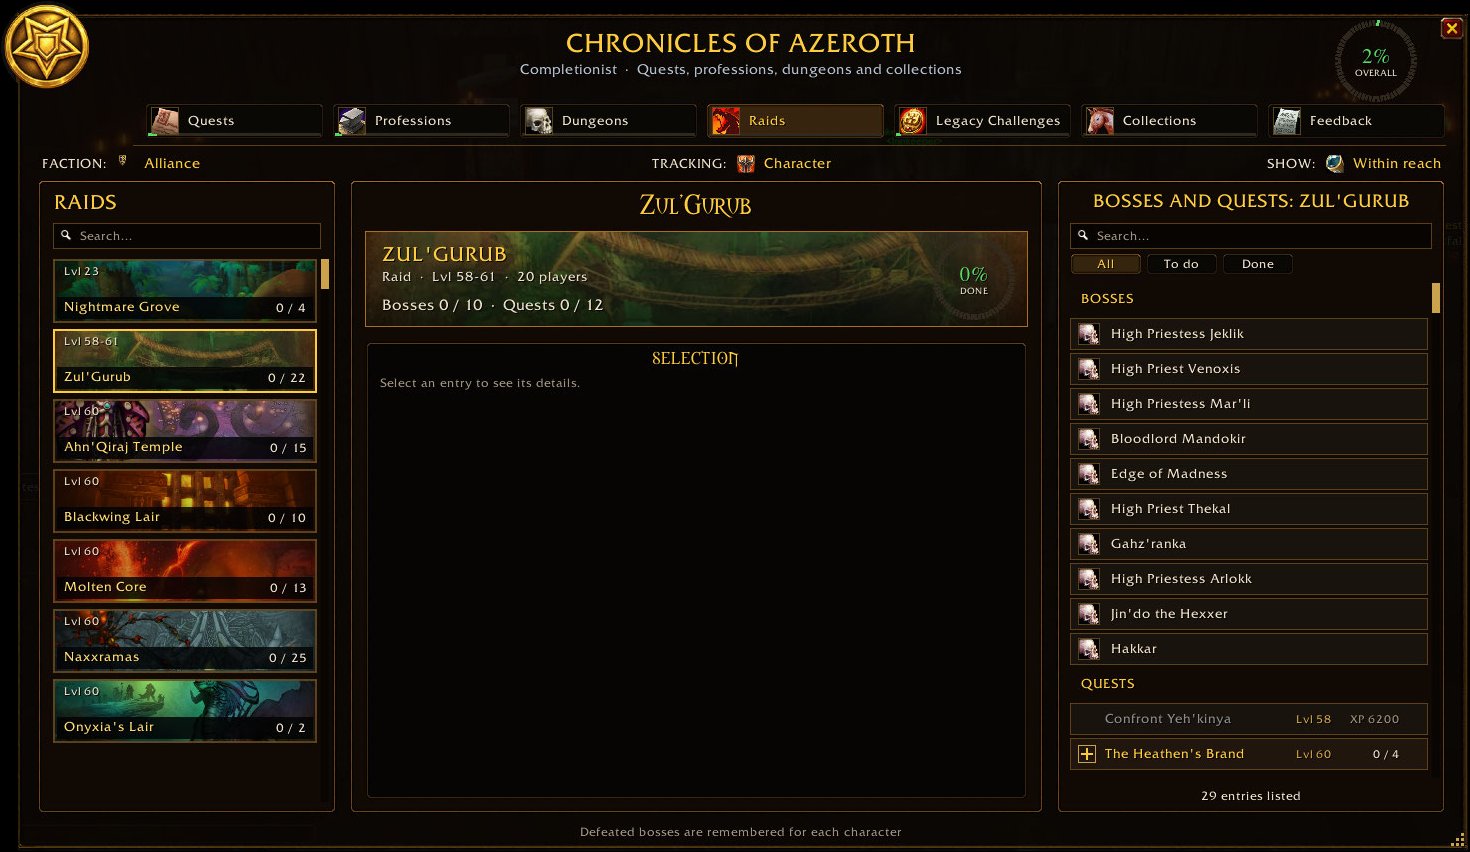 CHRONICLES OF AZEROTH
Completionist · Quests, professions, dungeons and collections
2%
OVERALL
Quests
Professions
Dungeons
Raids
Legacy Challenges
Collections
Feedback
FACTION: Alliance
TRACKING: Character
SHOW: Within reach
RAIDS
Search...
Lvl 23
Nightmare Grove 0 / 4
Lvl 58-61
Zul'Gurub 0 / 22
Lvl 60
Ahn'Qiraj Temple 0 / 15
Lvl 60
Blackwing Lair 0 / 10
Lvl 60
Molten Core 0 / 13
Lvl 60
Naxxramas 0 / 25
Lvl 60
Onyxia's Lair 0 / 2
ZUL'GURUB
ZUL'GURUB
Raid · Lvl 58-61 · 20 players
Bosses 0 / 10 · Quests 0 / 12
0%
DONE
SELECTION
Select an entry to see its details.
BOSSES AND QUESTS: ZUL'GURUB
Search...
All To do Done
BOSSES
High Priestess Jeklik
High Priest Venoxis
High Priestess Mar'li
Bloodlord Mandokir
Edge of Madness
High Priest Thekal
Gahz'ranka
High Priestess Arlokk
Jin'do the Hexxer
Hakkar
QUESTS
Confront Yeh'kinya Lvl 58 XP 6200
The Heathen's Brand Lvl 60 0 / 4
29 entries listed
Defeated bosses are remembered for each character